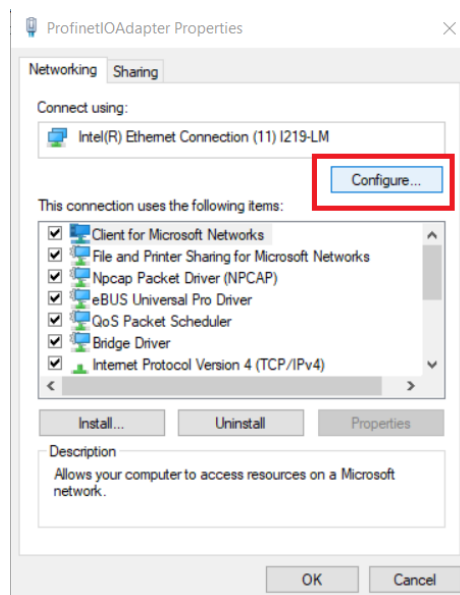 ProfinetIOAdapter Properties
Networking
Sharing
Connect using:
Intel(R) Ethernet Connection (11) I219-LM
Configure...
This connection uses the following items:
Client for Microsoft Networks
File and Printer Sharing for Microsoft Networks
Npcap Packet Driver (NPCAP)
eBUS Universal Pro Driver
QoS Packet Scheduler
Bridge Driver
Internet Protocol Version 4 (TCP/IPv4)
Install...
Uninstall
Properties
Description
Allows your computer to access resources on a Microsoft
network.
OK
Cancel